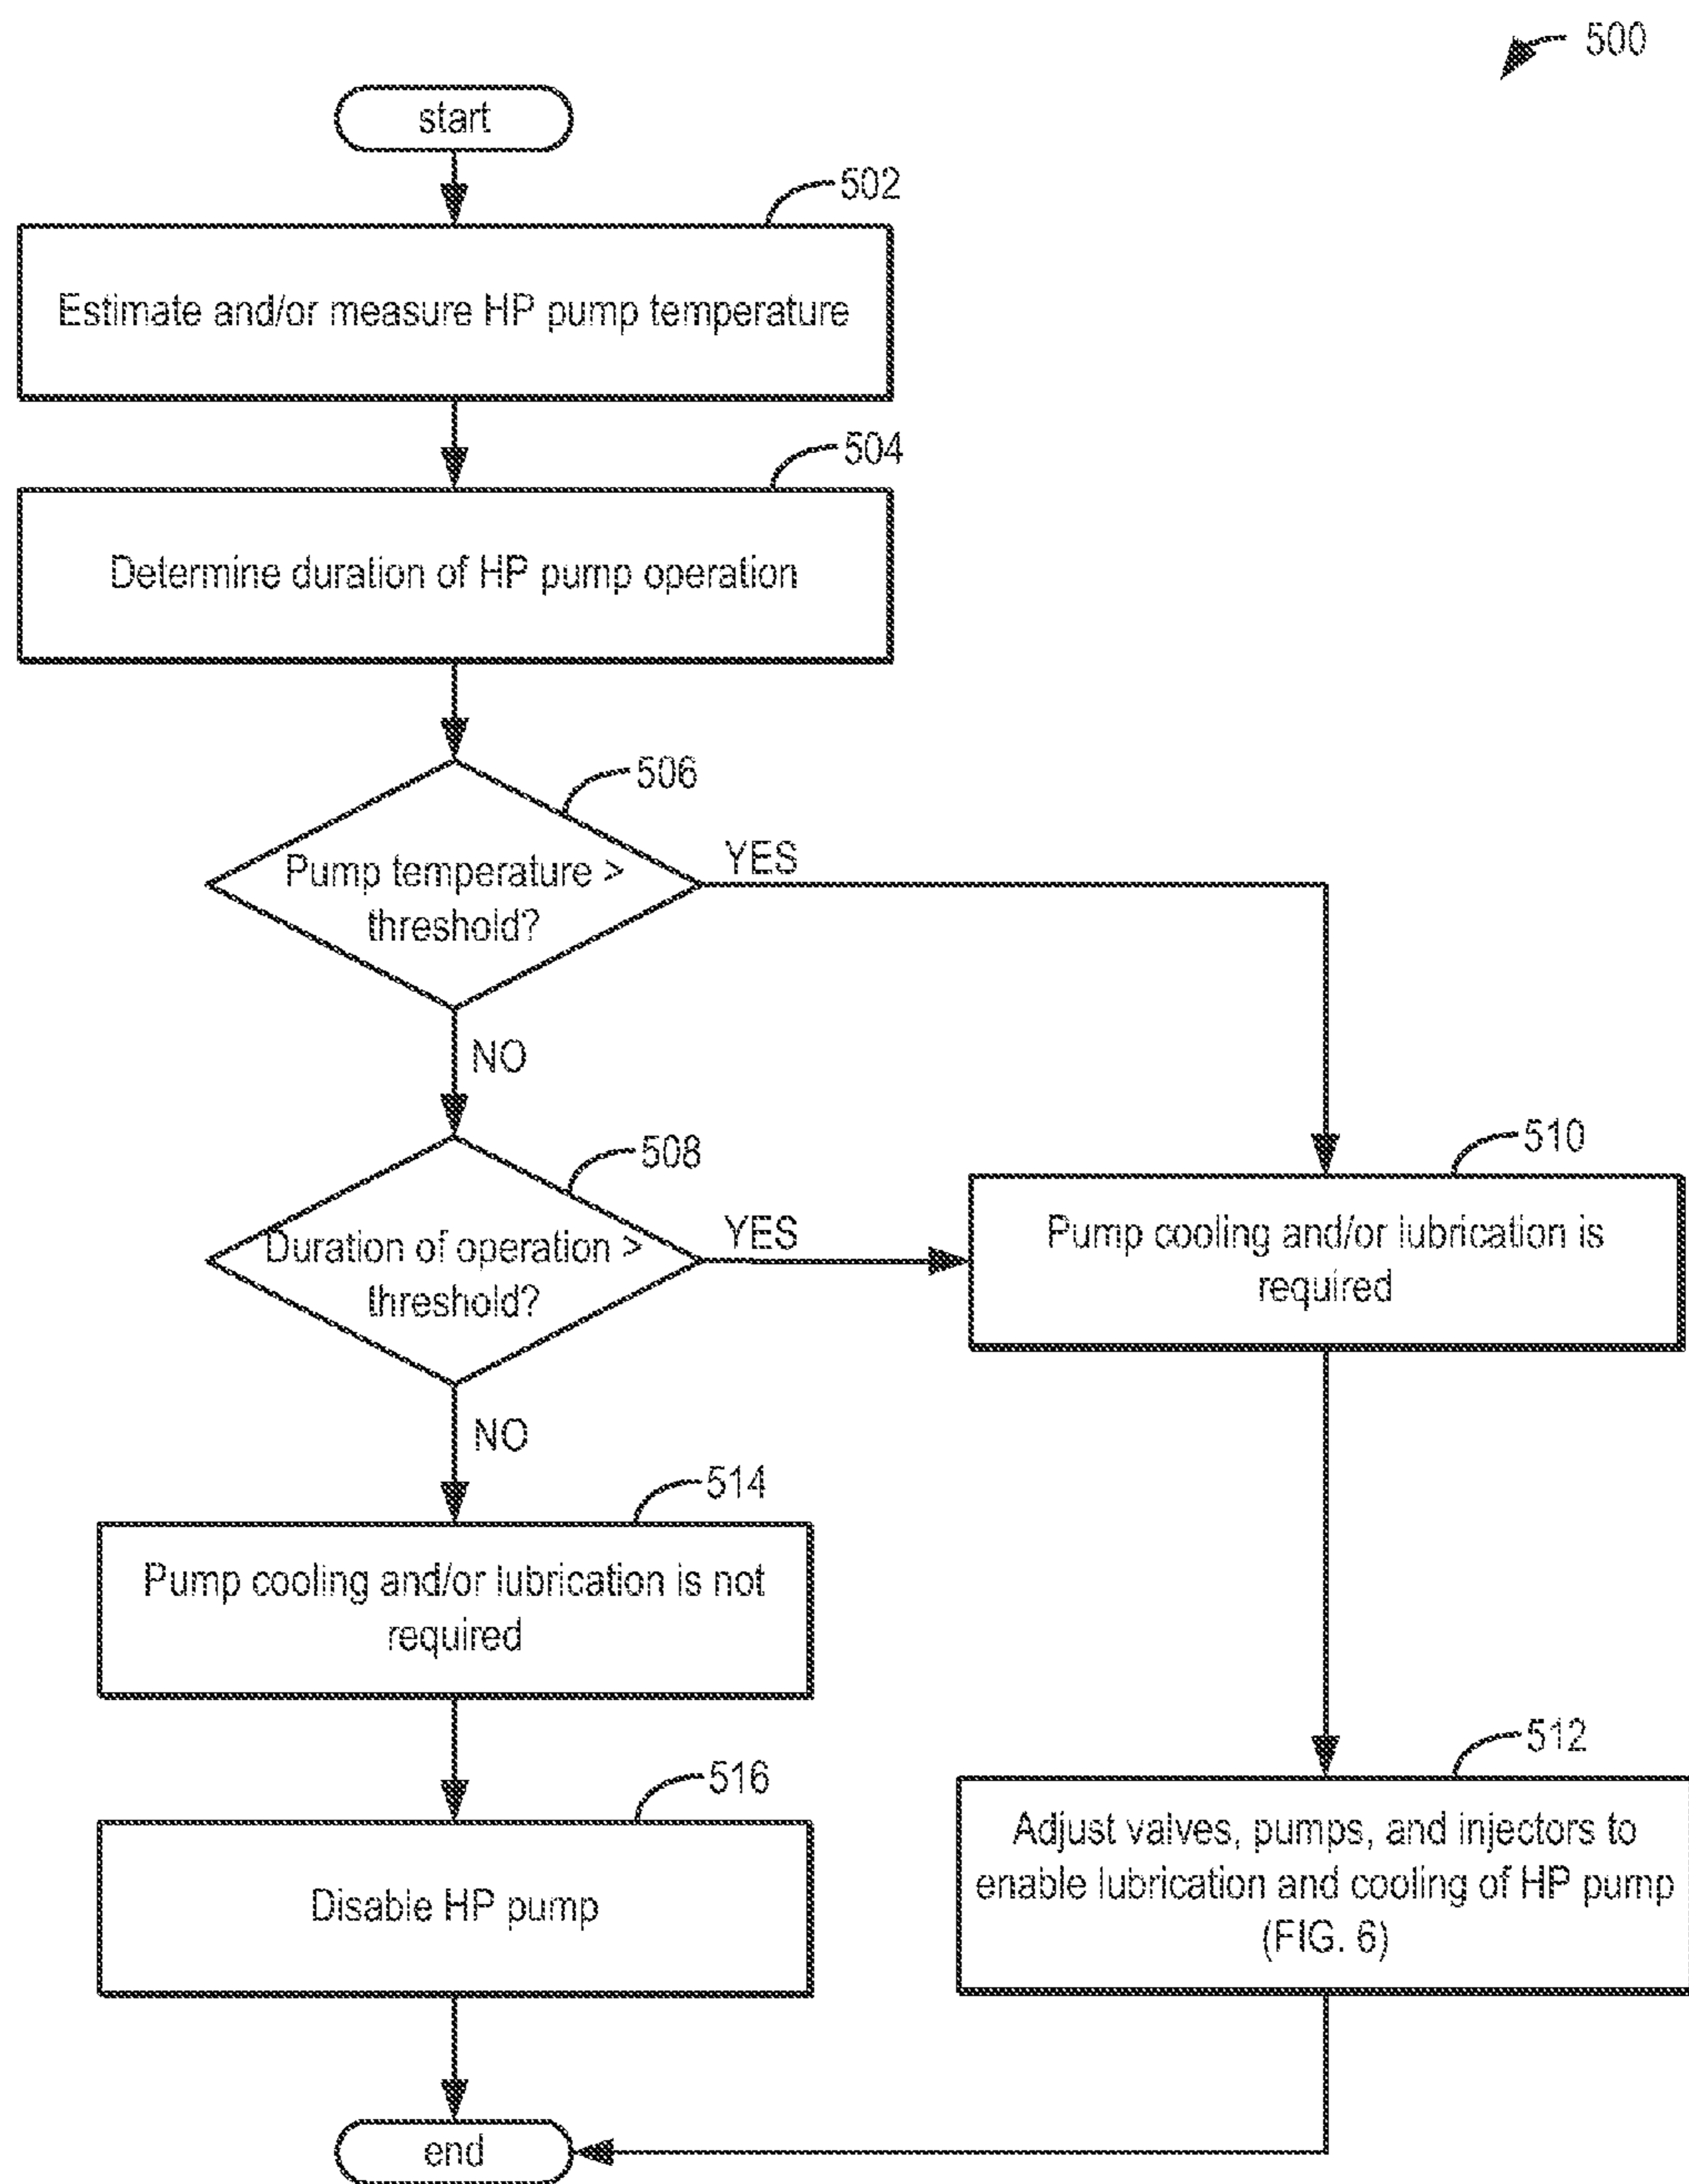 500
start
502
Estimate and/or measure HP pump temperature
504
Determine duration of HP pump operation
506
Pump temperature >
threshold?
YES
NO
508
Duration of operation >
threshold?
YES
510
Pump cooling and/or lubrication is
required
NO
514
Pump cooling and/or lubrication is not
required
512
Adjust valves, pumps, and injectors to
enable lubrication and cooling of HP pump
(FIG. 6)
516
Disable HP pump
end